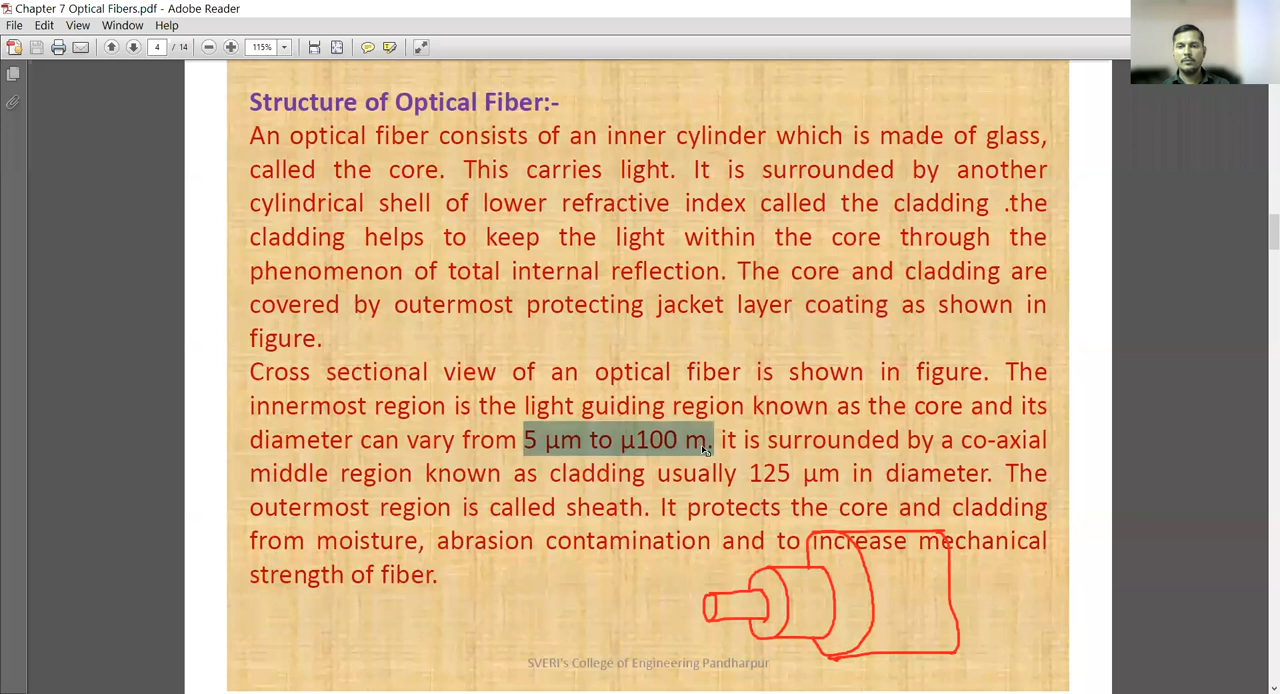 Chapter 7 Optical Fibers.pdf - Adobe Reader
File Edit View Window Help
4 / 14 115%
Structure of Optical Fiber:-
An optical fiber consists of an inner cylinder which is made of glass,
called the core. This carries light. It is surrounded by another
cylindrical shell of lower refractive index called the cladding .the
cladding helps to keep the light within the core through the
phenomenon of total internal reflection. The core and cladding are
covered by outermost protecting jacket layer coating as shown in
figure.
Cross sectional view of an optical fiber is shown in figure. The
innermost region is the light guiding region known as the core and its
diameter can vary from 5 µm to µ100 m. it is surrounded by a co-axial
middle region known as cladding usually 125 µm in diameter. The
outermost region is called sheath. It protects the core and cladding
from moisture, abrasion contamination and to increase mechanical
strength of fiber.
SVERI's College of Engineering Pandharpur